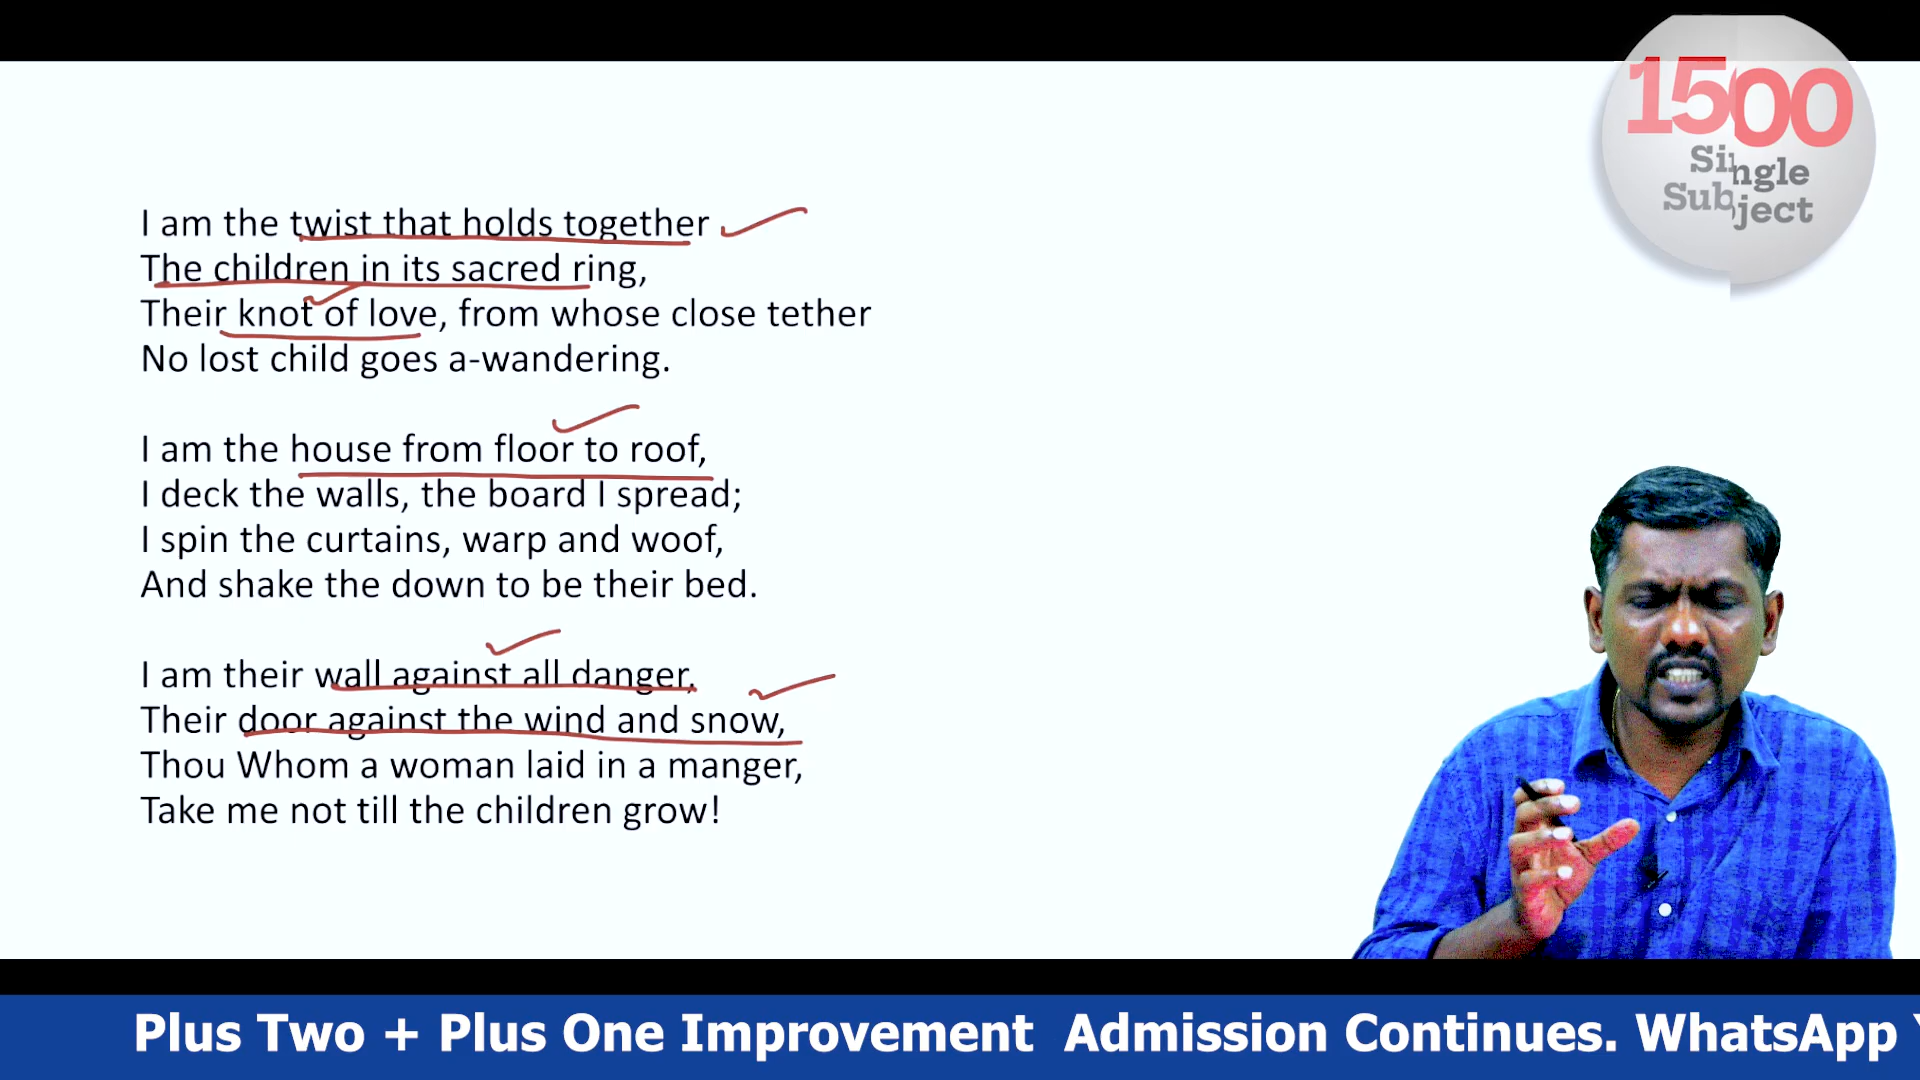 1500
Single
Subject
I am the twist that holds together
The children in its sacred ring,
Their knot of love, from whose close tether
No lost child goes a-wandering.
I am the house from floor to roof,
I deck the walls, the board I spread;
I spin the curtains, warp and woof,
And shake the down to be their bed.
I am their wall against all danger,
Their door against the wind and snow,
Thou Whom a woman laid in a manger,
Take me not till the children grow!
Plus Two + Plus One Improvement Admission Continues. WhatsApp